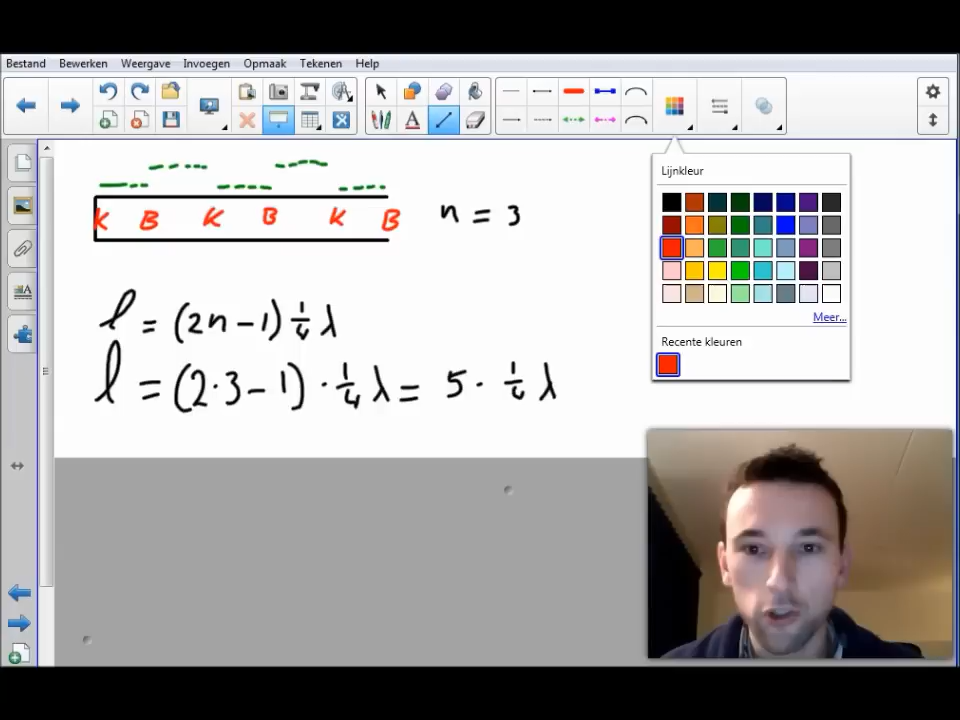 Bestand Bewerken Weergave Invoegen Opmaak Tekenen Help
Lijnkleur
Meer...
Recente kleuren
K B K B K B n = 3
l = (2n - 1) 1/4 λ
l = (2·3 - 1) · 1/4 λ = 5 · 1/4 λ